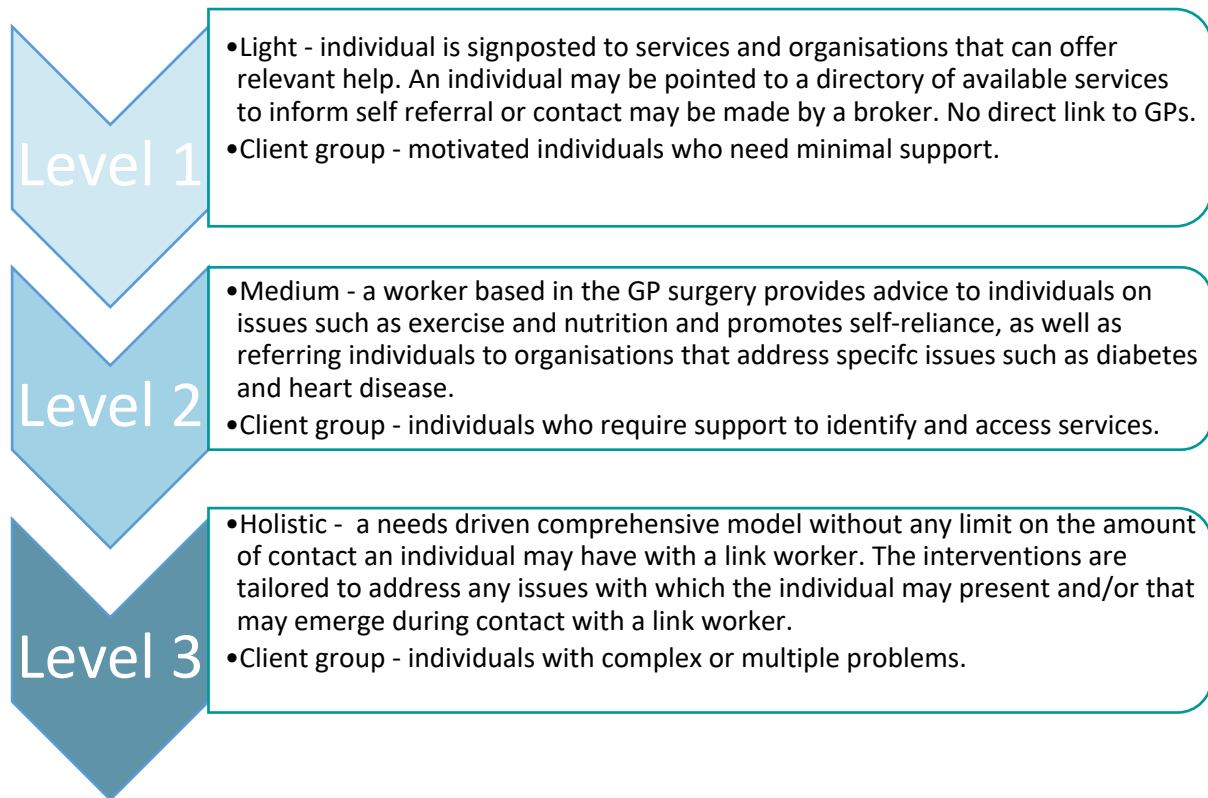 Level 1
•Light - individual is signposted to services and organisations that can offer
relevant help. An individual may be pointed to a directory of available services
to inform self referral or contact may be made by a broker. No direct link to GPs.
•Client group - motivated individuals who need minimal support.
Level 2
•Medium - a worker based in the GP surgery provides advice to individuals on
issues such as exercise and nutrition and promotes self-reliance, as well as
referring individuals to organisations that address specifc issues such as diabetes
and heart disease.
•Client group - individuals who require support to identify and access services.
Level 3
•Holistic -  a needs driven comprehensive model without any limit on the amount
of contact an individual may have with a link worker. The interventions are
tailored to address any issues with which the individual may present and/or that
may emerge during contact with a link worker.
•Client group - individuals with complex or multiple problems.